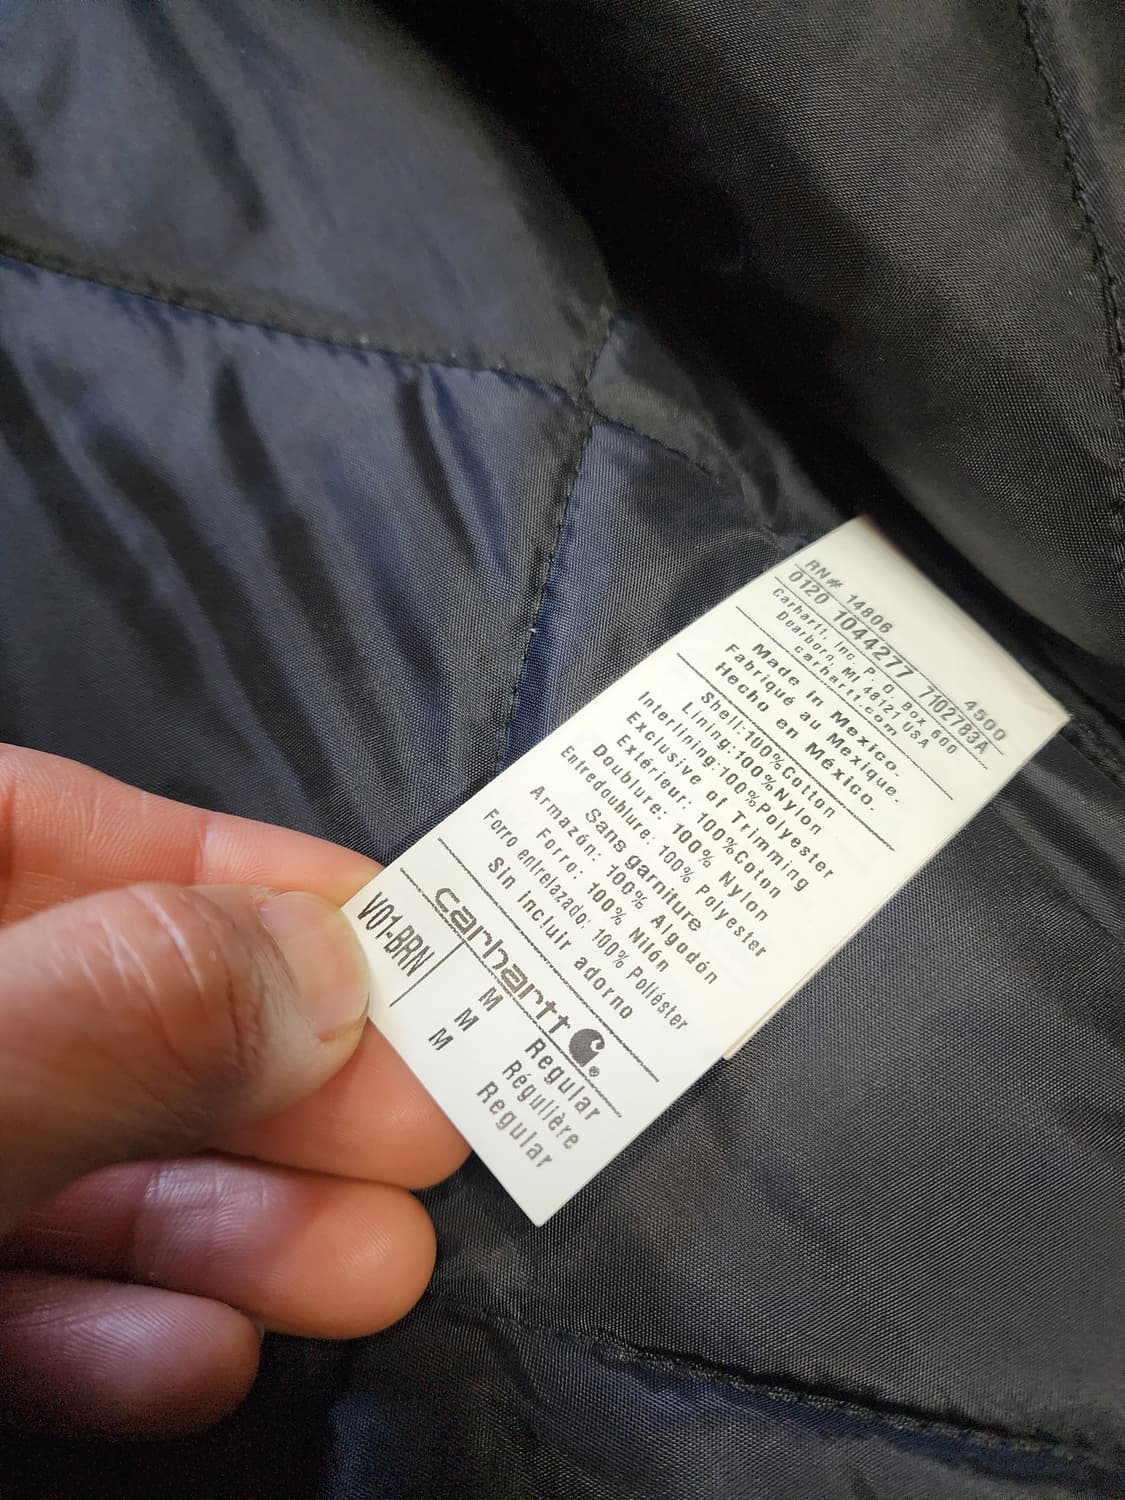 RN# 14806 4500
0120 1044277 7102783A
Carhartt, Inc. P. O. Box 600
Dearborn, MI 48121 USA
carhartt.com
Made in Mexico.
Fabriqué au Mexique.
Hecho en México.
Shell:100%Cotton
Lining:100%Nylon
Interlining:100%Polyester
Exclusive of Trimming
Extérieur: 100%Coton
Doublure: 100% Nylon
Entredoublure: 100% Polyester
Sans garniture
Armazón: 100% Algodón
Forro: 100% Nilón
Forro entrelazado: 100% Poliéster
Sin incluir adorno
carhartt
V01-BRN M Regular
M Régulière
M Regular